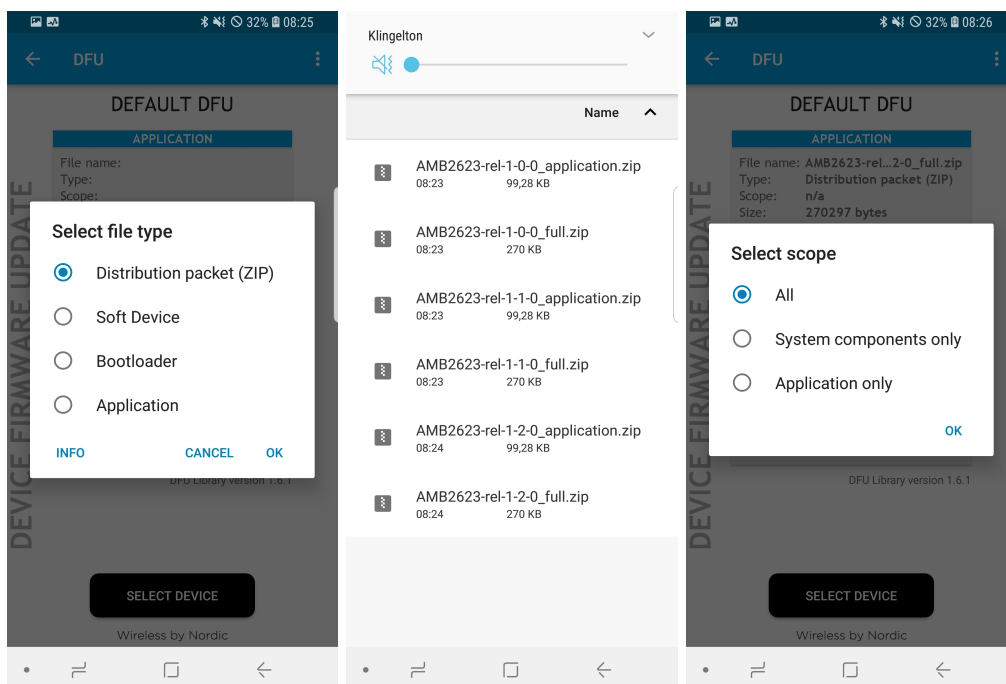 32% 08:25
DFU
DEFAULT DFU
APPLICATION
File name:
Type:
Scope:
DEVICE FIRMWARE UPDATE
Select file type
Distribution packet (ZIP)
Soft Device
Bootloader
Application
INFO CANCEL OK
DFU Library version 1.6.1
SELECT DEVICE
Wireless by Nordic
Klingelton
Name
AMB2623-rel-1-0-0_application.zip
08:23 99,28 KB
AMB2623-rel-1-0-0_full.zip
08:23 270 KB
AMB2623-rel-1-1-0_application.zip
08:23 99,28 KB
AMB2623-rel-1-1-0_full.zip
08:23 270 KB
AMB2623-rel-1-2-0_application.zip
08:24 99,28 KB
AMB2623-rel-1-2-0_full.zip
08:24 270 KB
32% 08:26
DFU
DEFAULT DFU
APPLICATION
File name: AMB2623-rel...2-0_full.zip
Type: Distribution packet (ZIP)
Scope: n/a
Size: 270297 bytes
DEVICE FIRMWARE UPDATE
Select scope
All
System components only
Application only
OK
DFU Library version 1.6.1
SELECT DEVICE
Wireless by Nordic